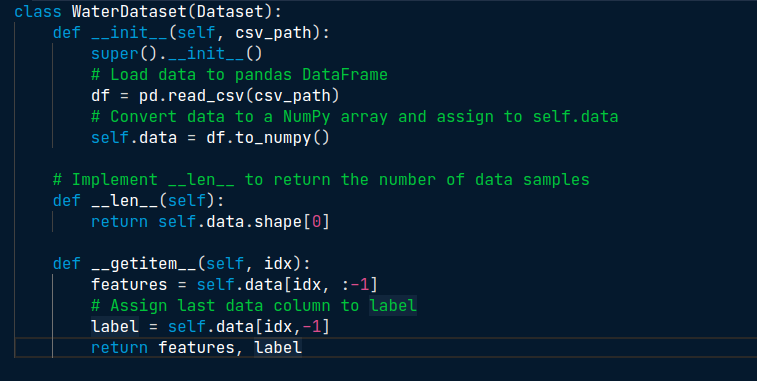 class WaterDataset(Dataset):
    def __init__(self, csv_path):
        super().__init__()
        # Load data to pandas DataFrame
        df = pd.read_csv(csv_path)
        # Convert data to a NumPy array and assign to self.data
        self.data = df.to_numpy()

    # Implement __len__ to return the number of data samples
    def __len__(self):
        return self.data.shape[0]

    def __getitem__(self, idx):
        features = self.data[idx, :-1]
        # Assign last data column to label
        label = self.data[idx,-1]
        return features, label